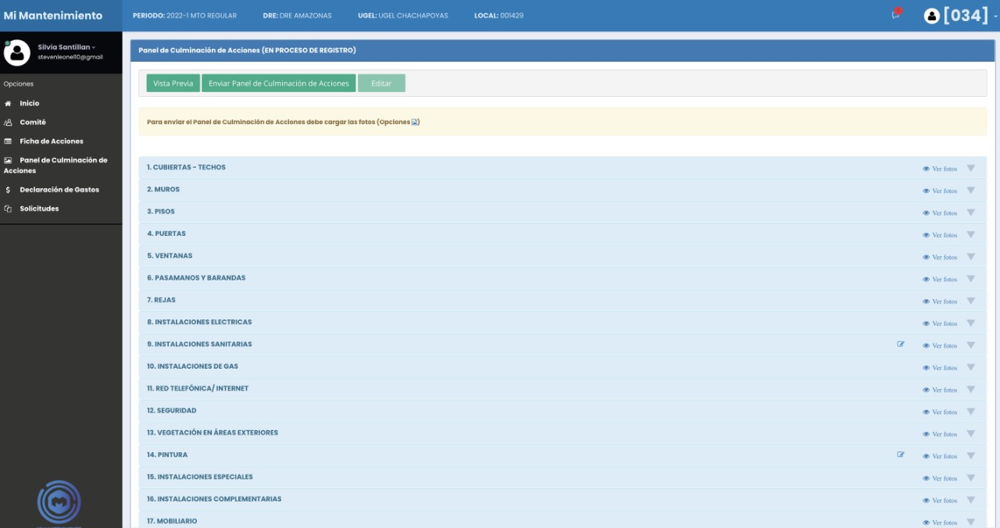 Mi Mantenimiento
PERIODO: 2022-1 MTO REGULAR DRE: DRE AMAZONAS UGEL: UGEL CHACHAPOYAS LOCAL: 001429
[034]
Silvia Santillan
stevenleonel10@gmail
Opciones
Inicio
Comité
Ficha de Acciones
Panel de Culminación de
Acciones
Declaración de Gastos
Solicitudes
Panel de Culminación de Acciones (EN PROCESO DE REGISTRO)
Vista Previa Enviar Panel de Culminación de Acciones Editar
Para enviar el Panel de Culminación de Acciones debe cargar las fotos (Opciones)
1. CUBIERTAS - TECHOS Ver fotos
2. MUROS Ver fotos
3. PISOS Ver fotos
4. PUERTAS Ver fotos
5. VENTANAS Ver fotos
6. PASAMANOS Y BARANDAS Ver fotos
7. REJAS Ver fotos
8. INSTALACIONES ELECTRICAS Ver fotos
9. INSTALACIONES SANITARIAS Ver fotos
10. INSTALACIONES DE GAS Ver fotos
11. RED TELEFÓNICA/ INTERNET Ver fotos
12. SEGURIDAD Ver fotos
13. VEGETACIÓN EN ÁREAS EXTERIORES Ver fotos
14. PINTURA Ver fotos
15. INSTALACIONES ESPECIALES Ver fotos
16. INSTALACIONES COMPLEMENTARIAS Ver fotos
17. MOBILIARIO Ver fotos